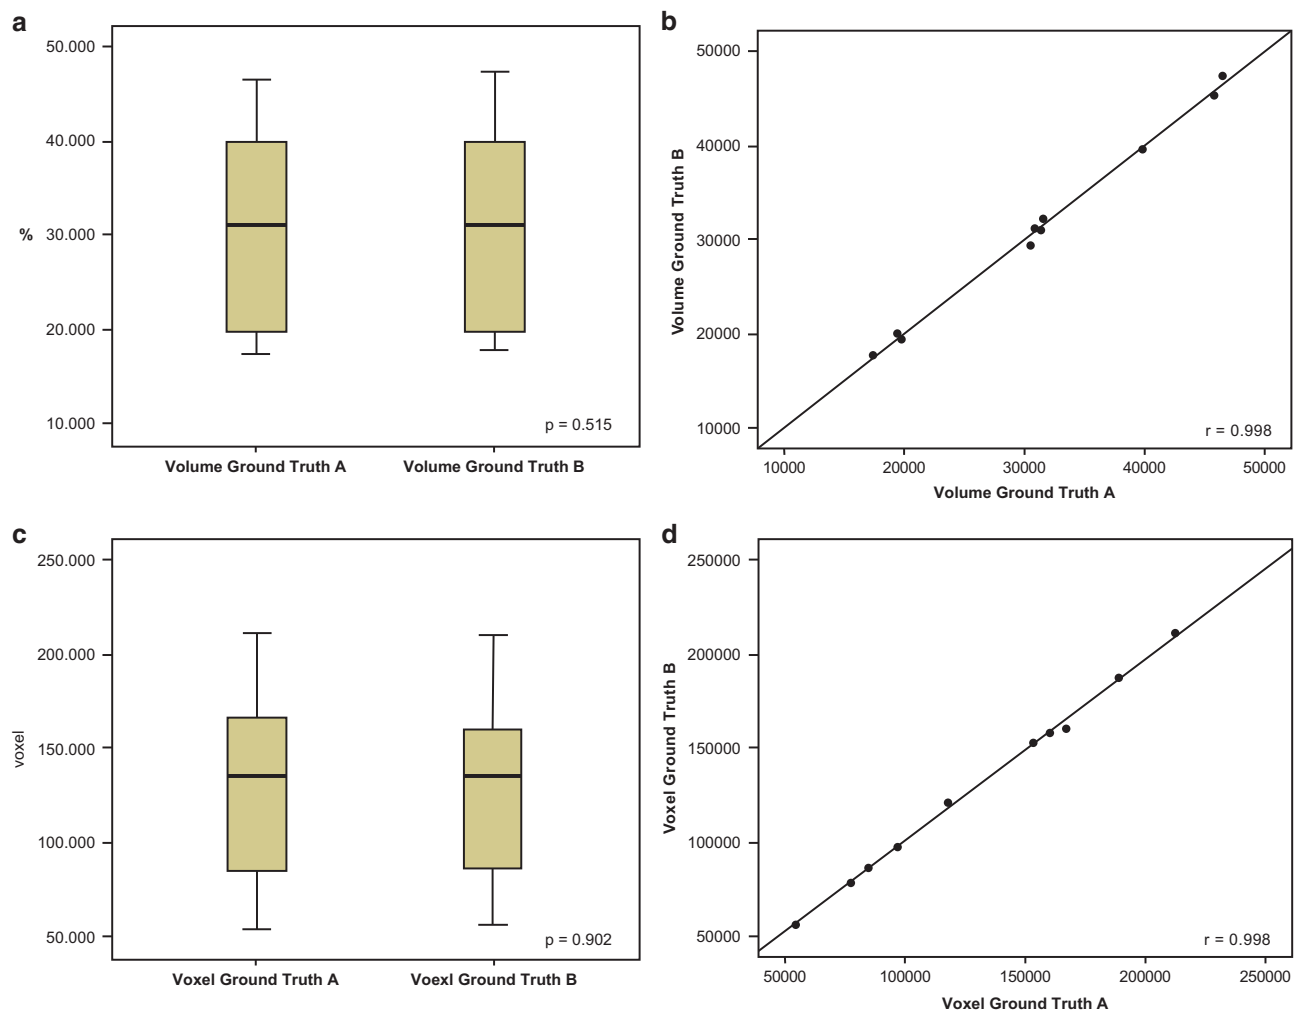 a
50.000
40.000
%
30.000
20.000
10.000
p = 0.515
Volume Ground Truth A
Volume Ground Truth B
b
50000
40000
30000
20000
10000
Volume Ground Truth B
r = 0.998
10000 20000 30000 40000 50000
Volume Ground Truth A
c
250.000
200.000
150.000
voxel
100.000
50.000
p = 0.902
Voxel Ground Truth A
Voexl Ground Truth B
d
250000
200000
150000
100000
50000
Voxel Ground Truth B
r = 0.998
50000 100000 150000 200000 250000
Voxel Ground Truth A